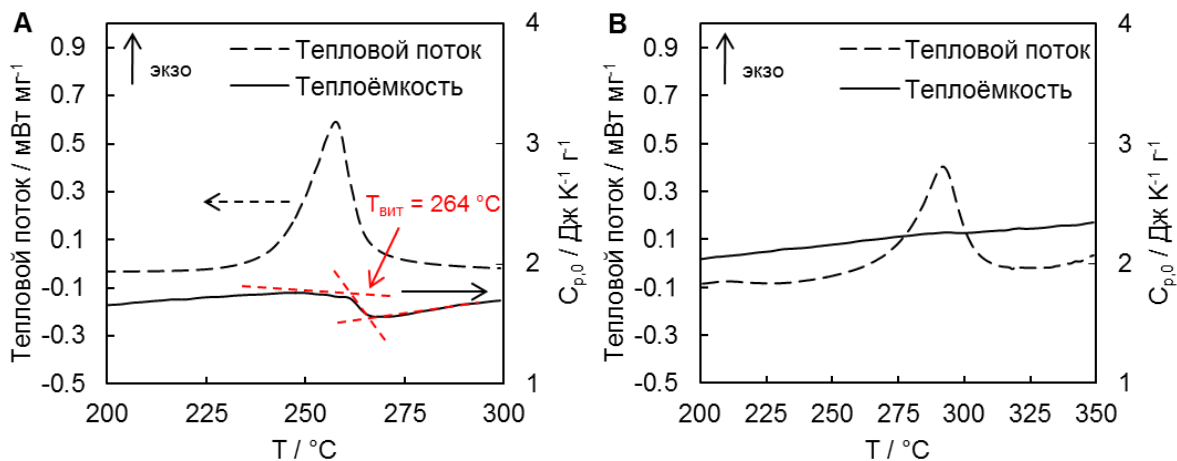 A
экзо
Тепловой поток
Теплоёмкость
Тепловой поток / мВт мг⁻¹
0.9
0.7
0.5
0.3
0.1
-0.1
-0.3
-0.5
Tвит = 264 °C
4
3
2
1
Cp,0 / Дж K⁻¹ г⁻¹
200 225 250 275 300
T / °C
B
экзо
Тепловой поток
Теплоёмкость
Тепловой поток / мВт мг⁻¹
0.9
0.7
0.5
0.3
0.1
-0.1
-0.3
-0.5
4
3
2
1
Cp,0 / Дж K⁻¹ г⁻¹
200 225 250 275 300 325 350
T / °C